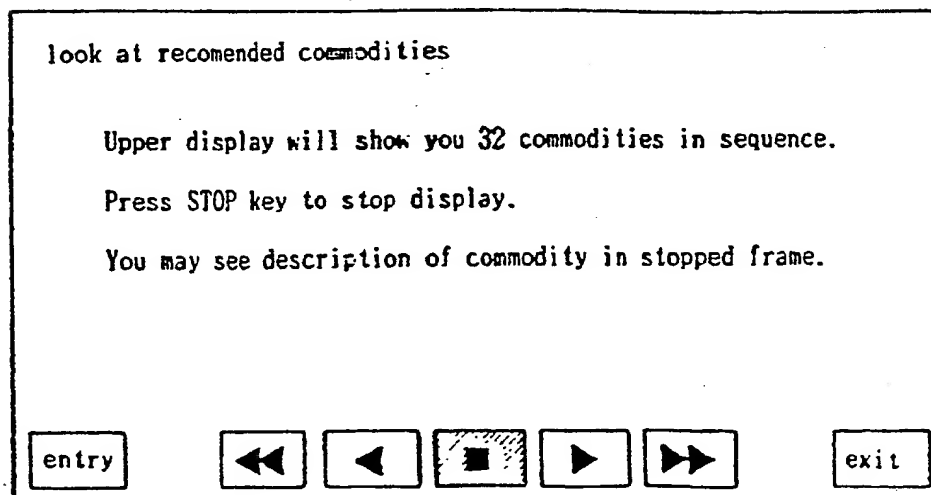 look at recomended commodities
Upper display will show you 32 commodities in sequence.
Press STOP key to stop display.
You may see description of commodity in stopped frame.
entry exit